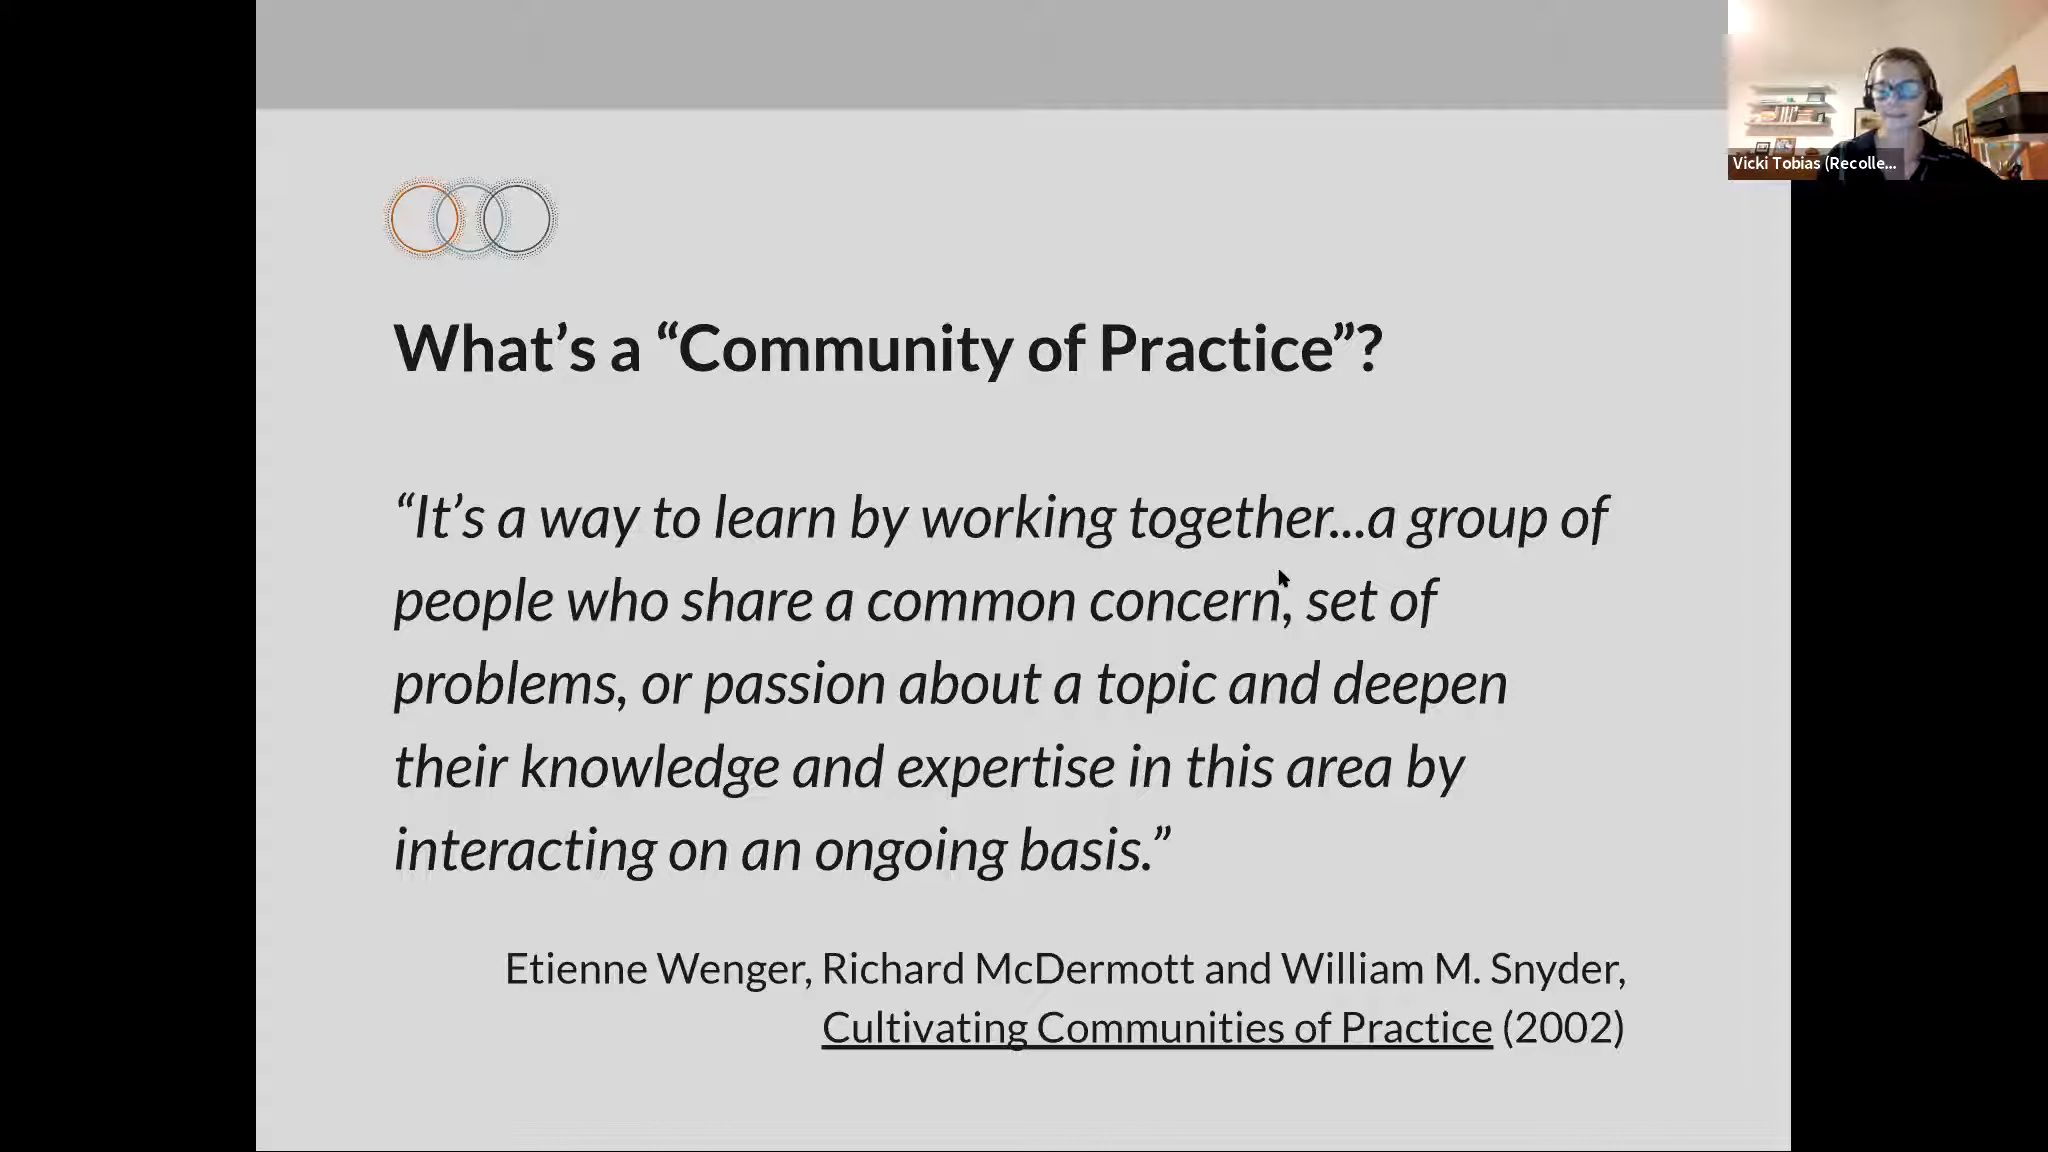 Vicki Tobias (Recolle...
What’s a “Community of Practice”?
“It’s a way to learn by working together...a group of
people who share a common concern, set of
problems, or passion about a topic and deepen
their knowledge and expertise in this area by
interacting on an ongoing basis.”
Etienne Wenger, Richard McDermott and William M. Snyder,
Cultivating Communities of Practice (2002)